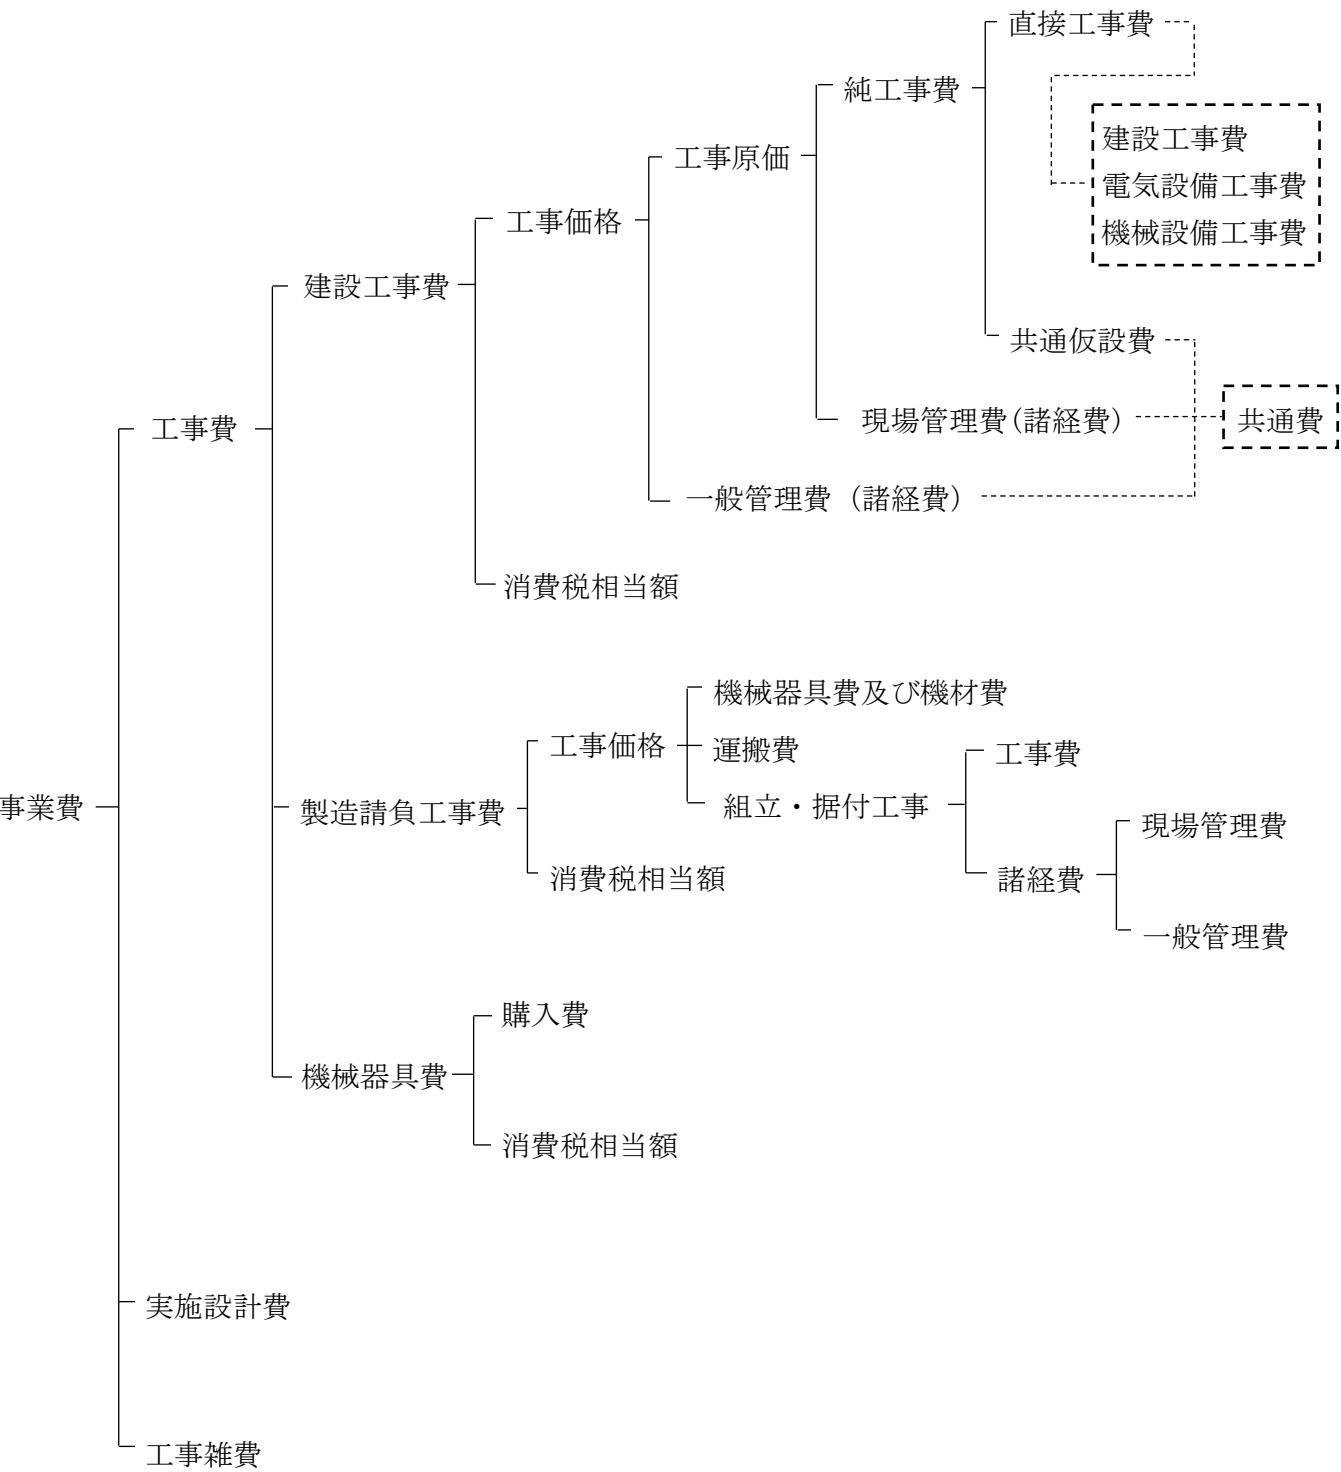 直接工事費
純工事費
建設工事費
電気設備工事費
機械設備工事費
工事原価
工事価格
建設工事費
共通仮設費
工事費
現場管理費(諸経費)
共通費
一般管理費（諸経費）
消費税相当額
機械器具費及び機材費
工事価格
運搬費
工事費
組立・据付工事
事業費
製造請負工事費
現場管理費
消費税相当額
諸経費
一般管理費
購入費
機械器具費
消費税相当額
実施設計費
工事雑費